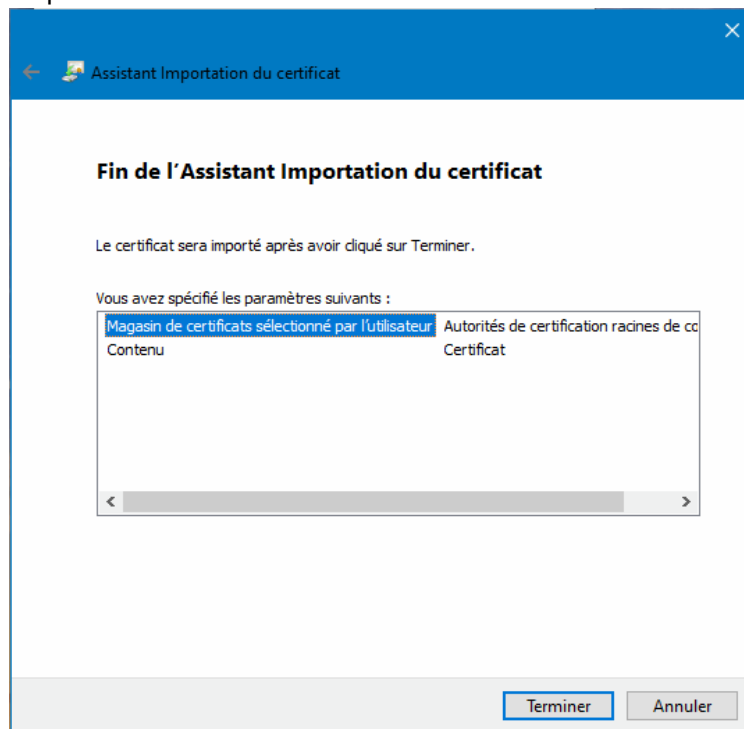 Assistant Importation du certificat
Fin de l'Assistant Importation du certificat
Le certificat sera importé après avoir cliqué sur Terminer.
Vous avez spécifié les paramètres suivants :
Magasin de certificats sélectionné par l'utilisateur Autorités de certification racines de
Contenu Certificat
Terminer Annuler